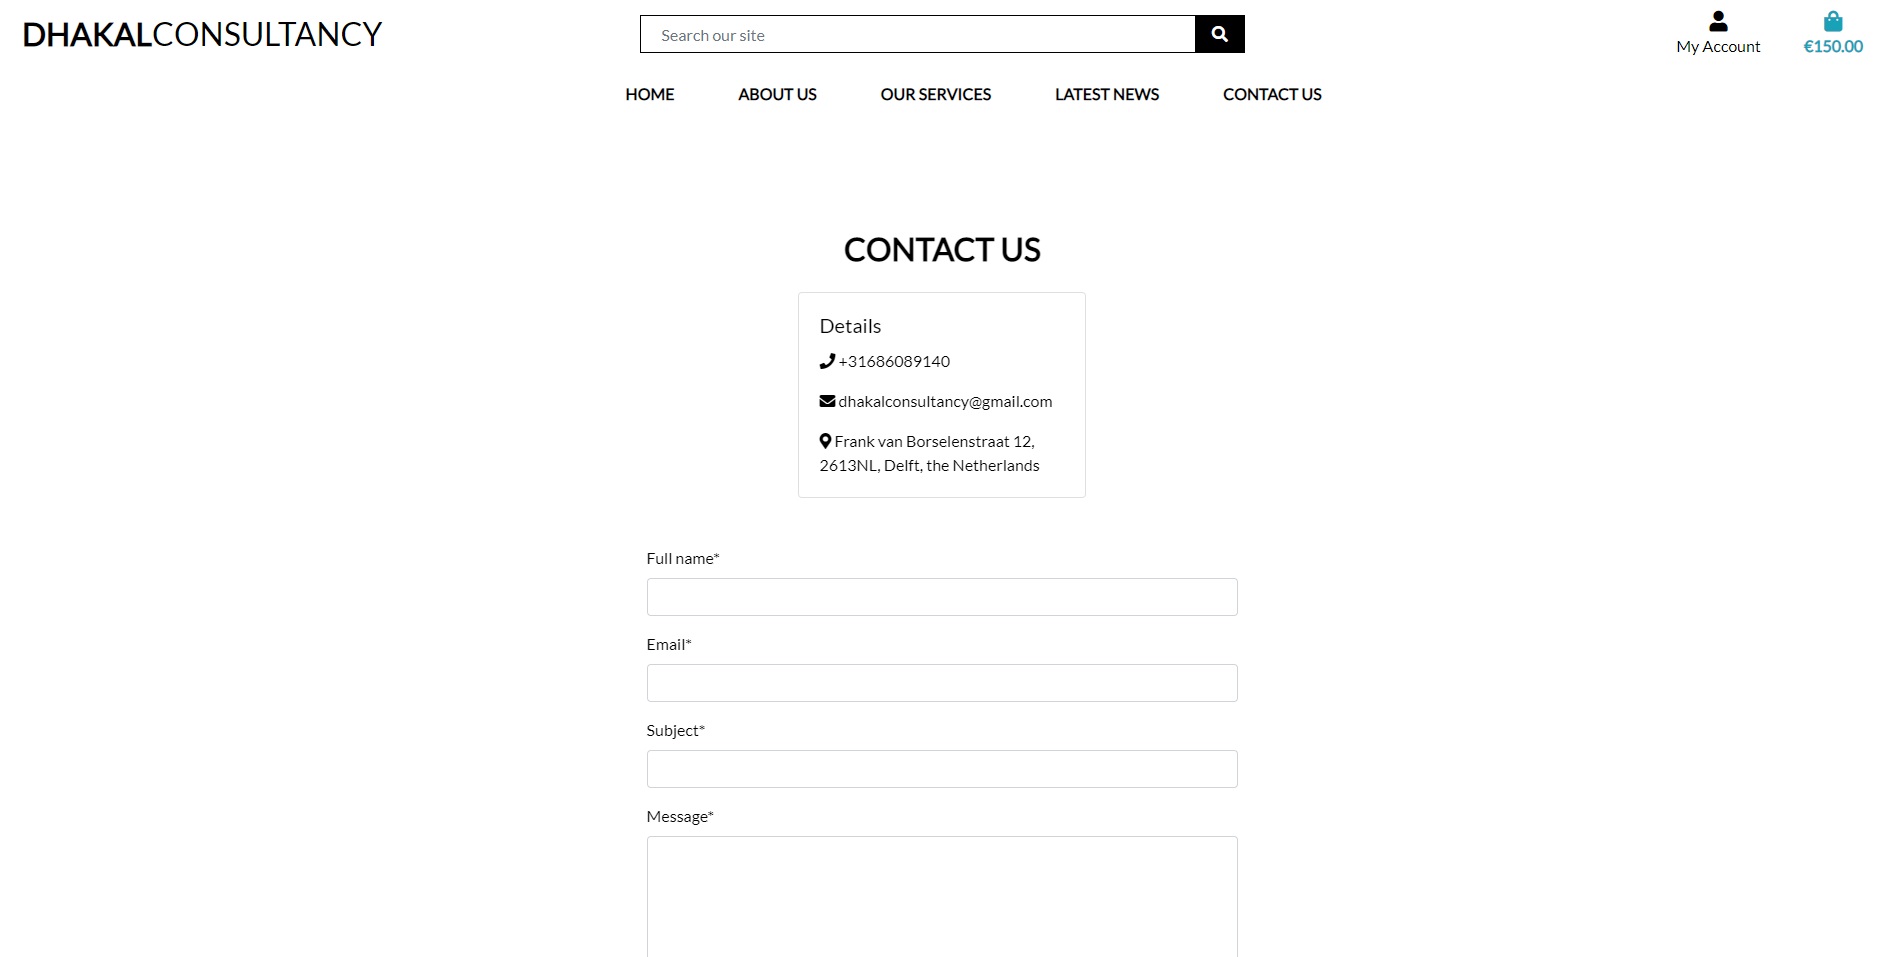 DHAKALCONSULTANCY
Search our site
My Account
€150.00
HOME
ABOUT US
OUR SERVICES
LATEST NEWS
CONTACT US
CONTACT US
Details
+31686089140
dhakalconsultancy@gmail.com
Frank van Borselenstraat 12,
2613NL, Delft, the Netherlands
Full name*
Email*
Subject*
Message*